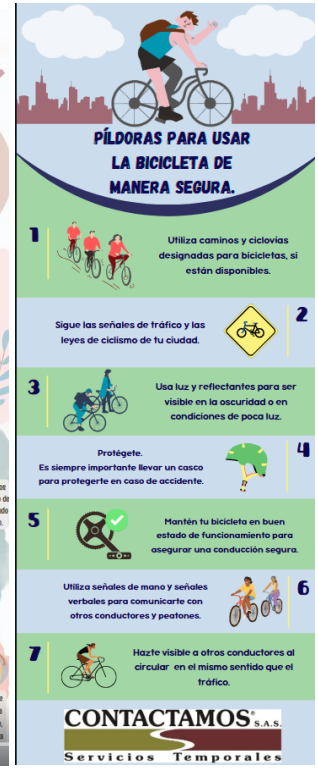 PÍLDORAS PARA USAR
LA BICICLETA DE
MANERA SEGURA.
1
Utiliza caminos y ciclovías
designadas para bicicletas, si
están disponibles.
2
Sigue las señales de tráfico y las
leyes de ciclismo de tu ciudad.
3
Usa luz y reflectantes para ser
visible en la oscuridad o en
condiciones de poca luz.
4
Protégete.
Es siempre importante llevar un casco
para protegerte en caso de accidente.
5
Mantén tu bicicleta en buen
estado de funcionamiento para
asegurar una conducción segura.
6
Utiliza señales de mano y señales
verbales para comunicarte con
otros conductores y peatones.
7
Hazte visible a otros conductores al
circular en el mismo sentido que el
tráfico.
CONTACTAMOS® S.A.S.
Servicios Temporales